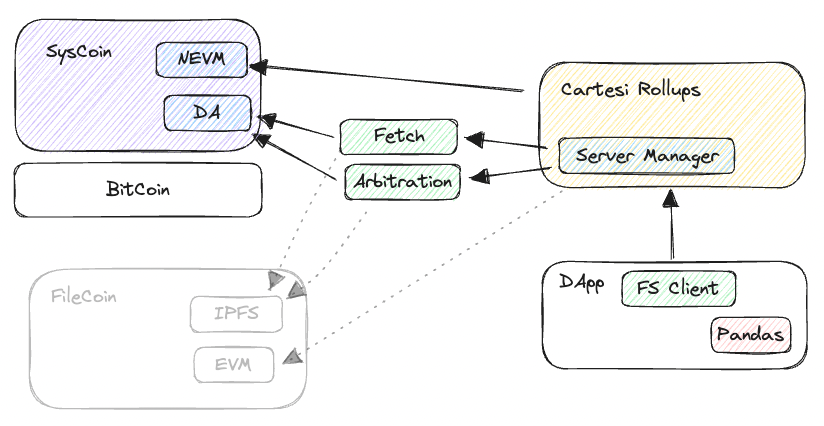 SysCoin
NEVM
DA
BitCoin
Fetch
Arbitration
Cartesi Rollups
Server Manager
FileCoin
IPFS
EVM
DApp
FS Client
Pandas